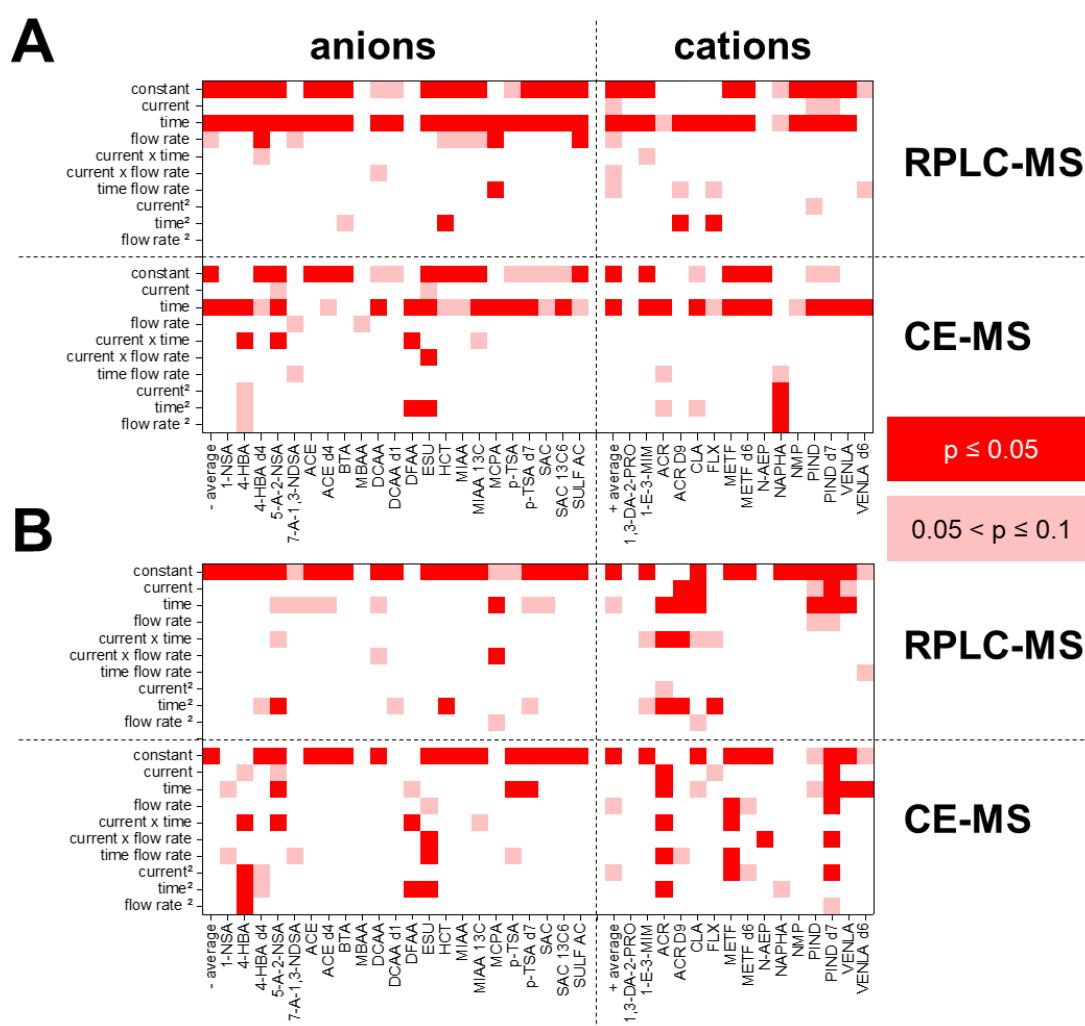 A
anions
cations
constant
current
time
flow rate
current x time
current x flow rate
time flow rate
current²
time²
flow rate ²
RPLC-MS
constant
current
time
flow rate
current x time
current x flow rate
time flow rate
current²
time²
flow rate ²
CE-MS
- average
1-NSA
4-HBA
4-HBA d4
5-A-2-NSA
7-A-1,3-NDSA
ACE
ACE d4
BTA
MBAA
DCAA
DCAA d1
DFAA
ESU
HCT
MIAA
MIAA 13C
MCPA
p-TSA
p-TSA d7
SAC
SAC 13C6
SULF AC
+ average
1,3-DA-2-PRO
1-E-3-MIM
ACR
ACR D9
CLA
FLX
METF
METF d6
N-AEP
NAPHA
NMP
PIND
PIND d7
VENLA
VENLA d6
p ≤ 0.05
0.05 < p ≤ 0.1
B
constant
current
time
flow rate
current x time
current x flow rate
time flow rate
current²
time²
flow rate ²
RPLC-MS
constant
current
time
flow rate
current x time
current x flow rate
time flow rate
current²
time²
flow rate ²
CE-MS
- average
1-NSA
4-HBA
4-HBA d4
5-A-2-NSA
7-A-1,3-NDSA
ACE
ACE d4
BTA
MBAA
DCAA
DCAA d1
DFAA
ESU
HCT
MIAA
MIAA 13C
MCPA
p-TSA
p-TSA d7
SAC
SAC 13C6
SULF AC
+ average
1,3-DA-2-PRO
1-E-3-MIM
ACR
ACR D9
CLA
FLX
METF
METF d6
N-AEP
NAPHA
NMP
PIND
PIND d7
VENLA
VENLA d6